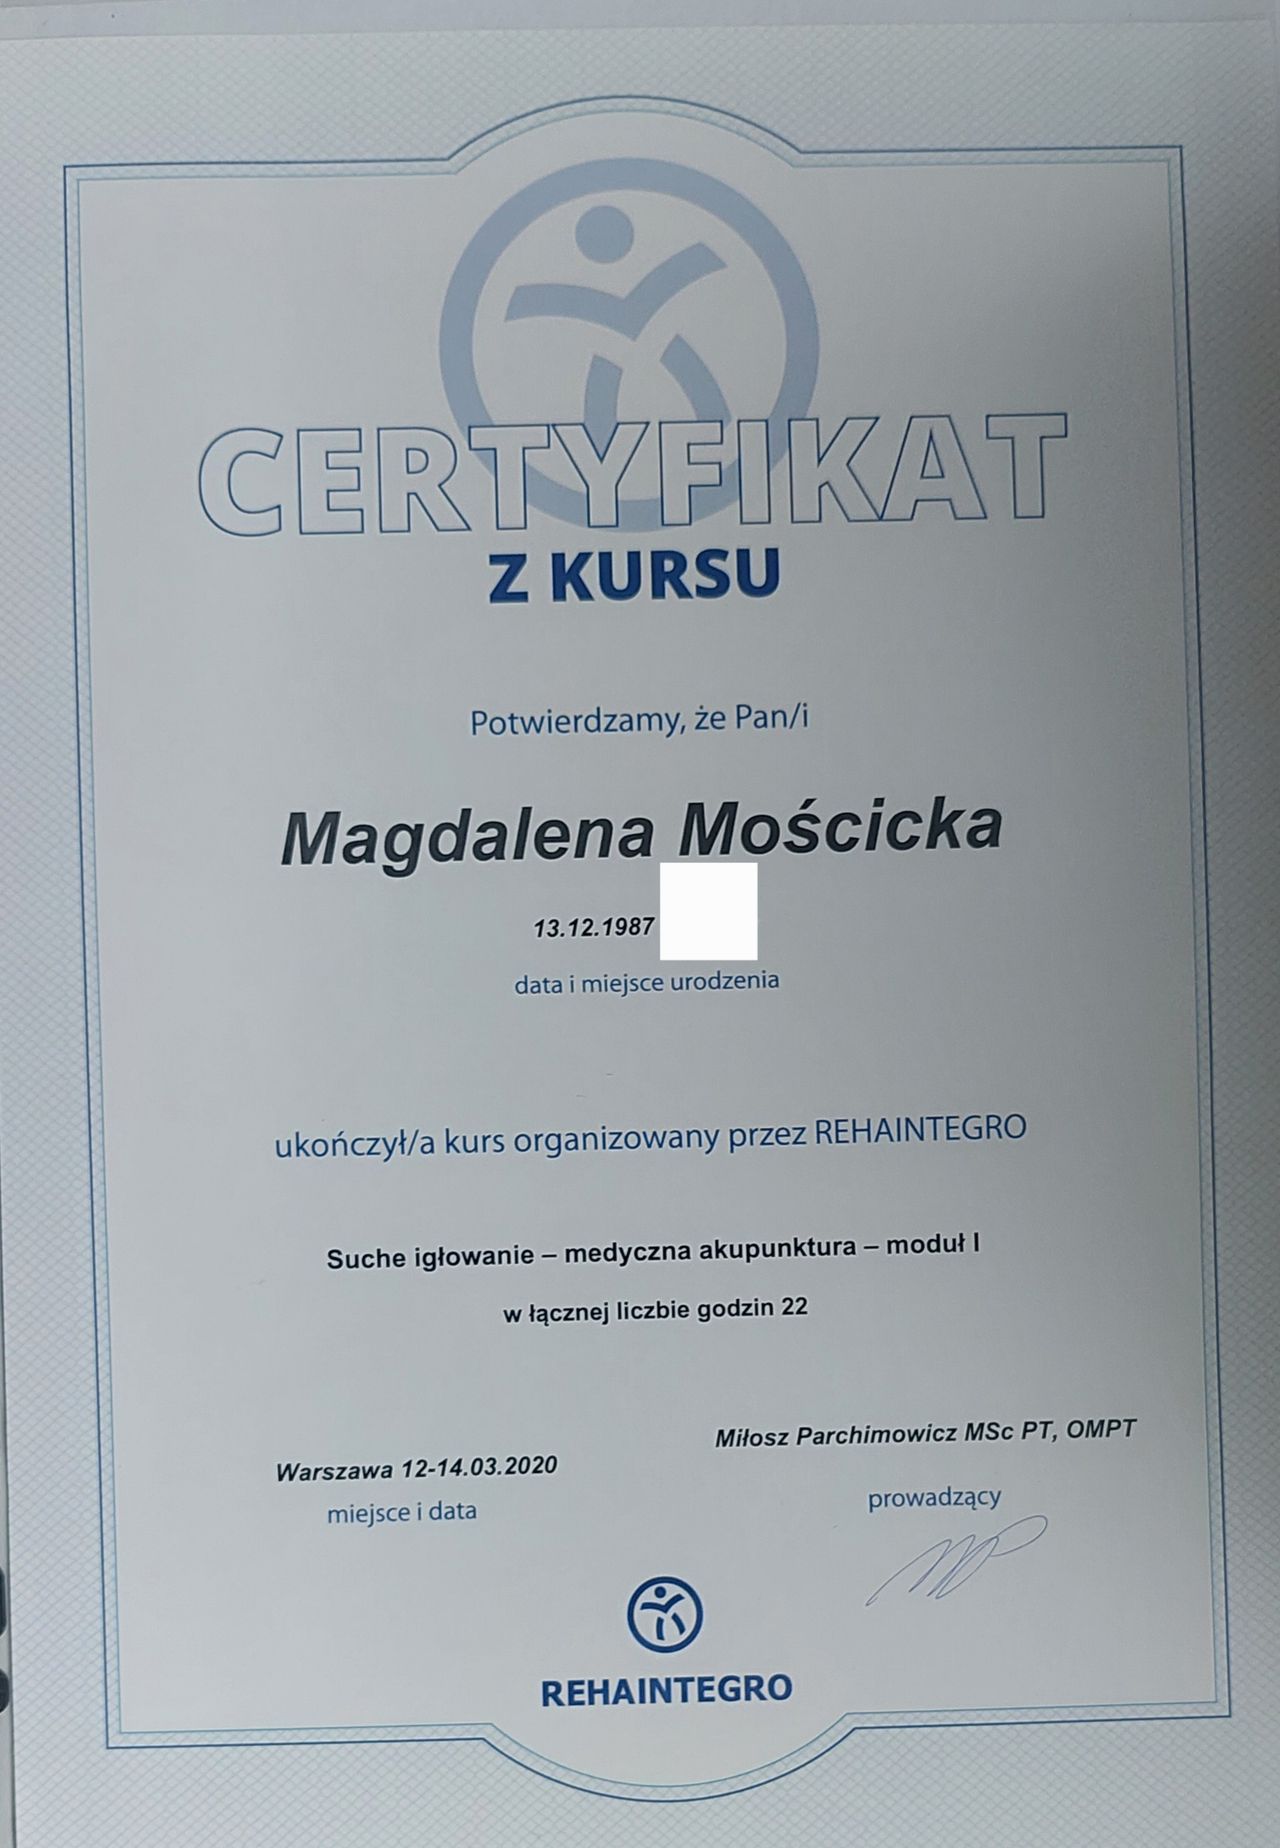 CERTYFIKAT
Z KURSU
Potwierdzamy, że Pan/i
Magdalena Mościcka
13.12.1987
data i miejsce urodzenia
ukończył/a kurs organizowany przez REHAINTEGRO
Suche igłowanie – medyczna akupunktura – moduł I
w łącznej liczbie godzin 22
Miłosz Parchimowicz MSc PT, OMPT
prowadzący
Warszawa 12-14.03.2020
miejsce i data
REHAINTEGRO